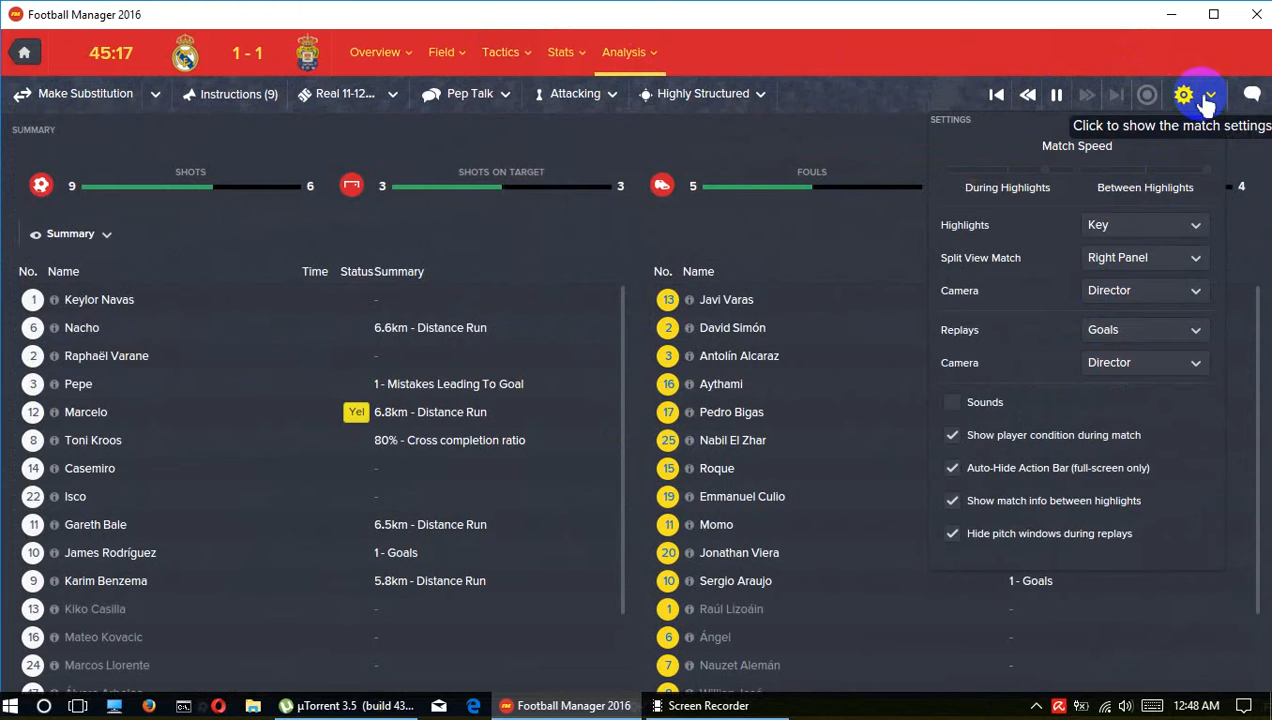 Football Manager 2016
45:17 1 - 1 Overview Field Tactics Stats Analysis
Make Substitution Instructions (9) Real 11-12... Pep Talk Attacking Highly Structured
Click to show the match settings
SUMMARY
SHOTS
9 6
SHOTS ON TARGET
3 3
FOULS
5 4
Summary
No. Name Time Status Summary
1 Keylor Navas -
6 Nacho 6.6km - Distance Run
2 Raphaël Varane -
3 Pepe 1 - Mistakes Leading To Goal
12 Marcelo Yel 6.8km - Distance Run
8 Toni Kroos 80% - Cross completion ratio
14 Casemiro -
22 Isco -
11 Gareth Bale 6.5km - Distance Run
10 James Rodríguez 1 - Goals
9 Karim Benzema 5.8km - Distance Run
13 Kiko Casilla -
16 Mateo Kovacic -
24 Marcos Llorente -
No. Name
13 Javi Varas
2 David Simón
3 Antolín Alcaraz
16 Aythami
17 Pedro Bigas
25 Nabil El Zhar
15 Roque
19 Emmanuel Culio
11 Momo
20 Jonathan Viera
10 Sergio Araujo 1 - Goals
1 Raúl Lizoáin -
6 Ángel -
7 Nauzet Alemán -
SETTINGS
Match Speed
During Highlights Between Highlights
Highlights Key
Split View Match Right Panel
Camera Director
Replays Goals
Camera Director
Sounds
Show player condition during match
Auto-Hide Action Bar (full-screen only)
Show match info between highlights
Hide pitch windows during replays
µTorrent 3.5 (build 43... Football Manager 2016 Screen Recorder 12:48 AM